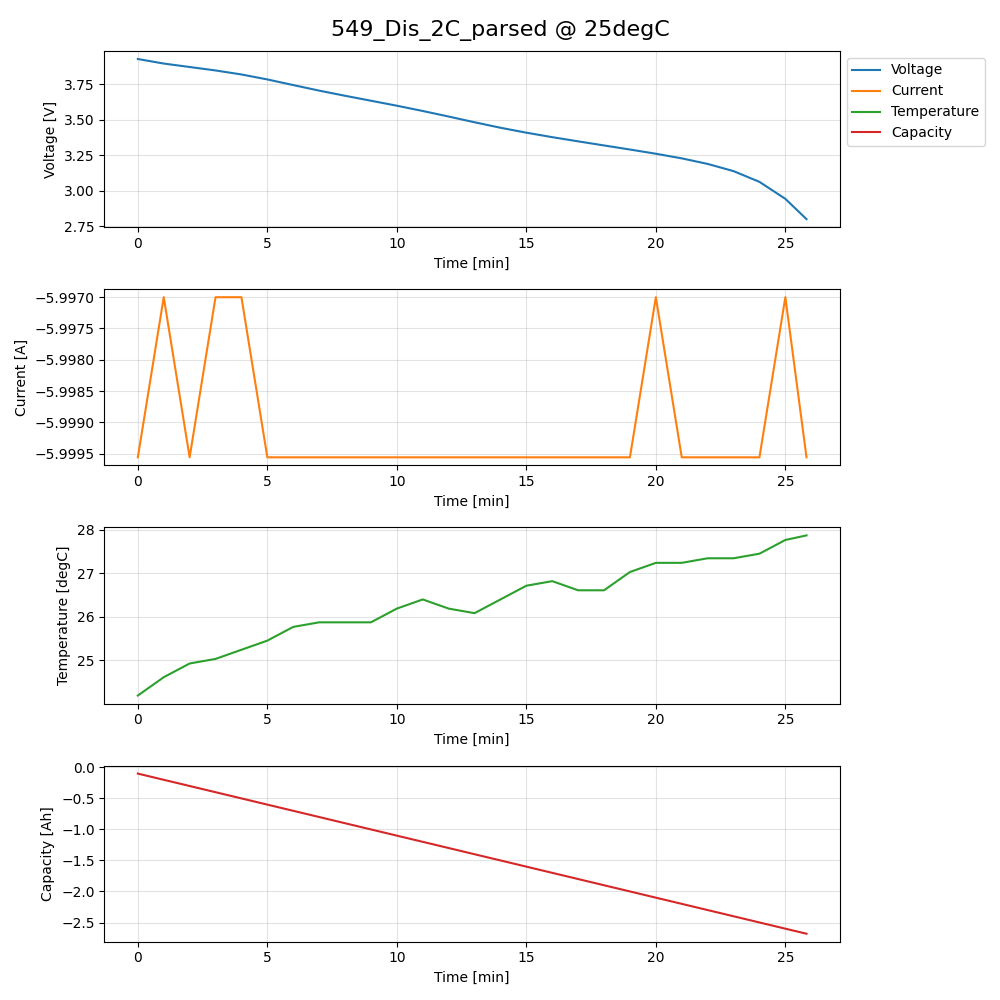 549_Dis_2C_parsed @ 25degC
Voltage
Current
Temperature
Capacity
Voltage [V]
3.75
3.50
3.25
3.00
2.75
0 5 10 15 20 25
Time [min]
Current [A]
−5.9970
−5.9975
−5.9980
−5.9985
−5.9990
−5.9995
0 5 10 15 20 25
Time [min]
Temperature [degC]
28
27
26
25
0 5 10 15 20 25
Time [min]
Capacity [Ah]
0.0
−0.5
−1.0
−1.5
−2.0
−2.5
0 5 10 15 20 25
Time [min]